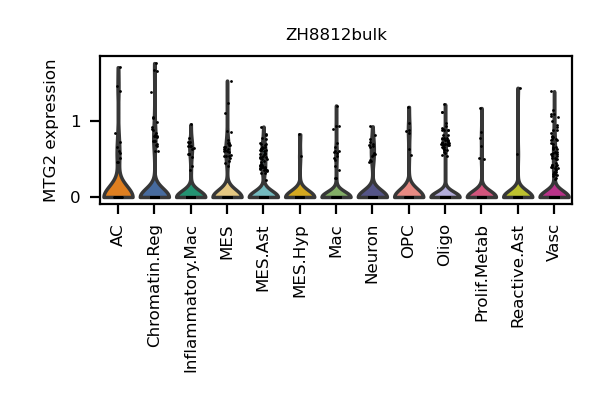 ZH8812bulk
MTG2 expression
1
0
AC
Chromatin.Reg
Inflammatory.Mac
MES
MES.Ast
MES.Hyp
Mac
Neuron
OPC
Oligo
Prolif.Metab
Reactive.Ast
Vasc